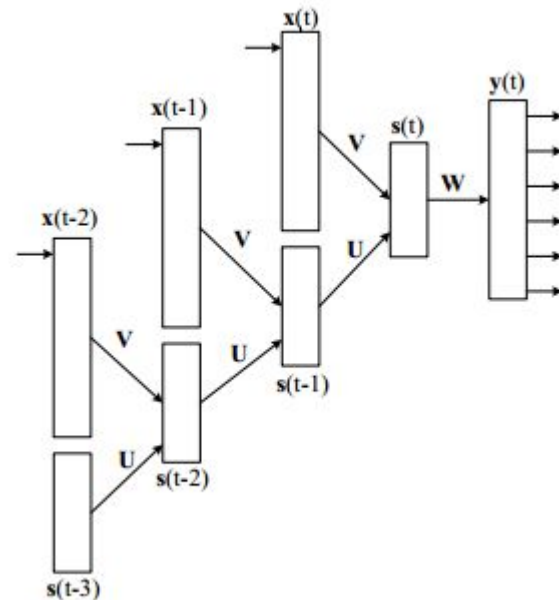 x(t)
y(t)
x(t-1)
s(t)
V
W
x(t-2)
V
U
s(t-1)
V
U
s(t-2)
U
s(t-3)